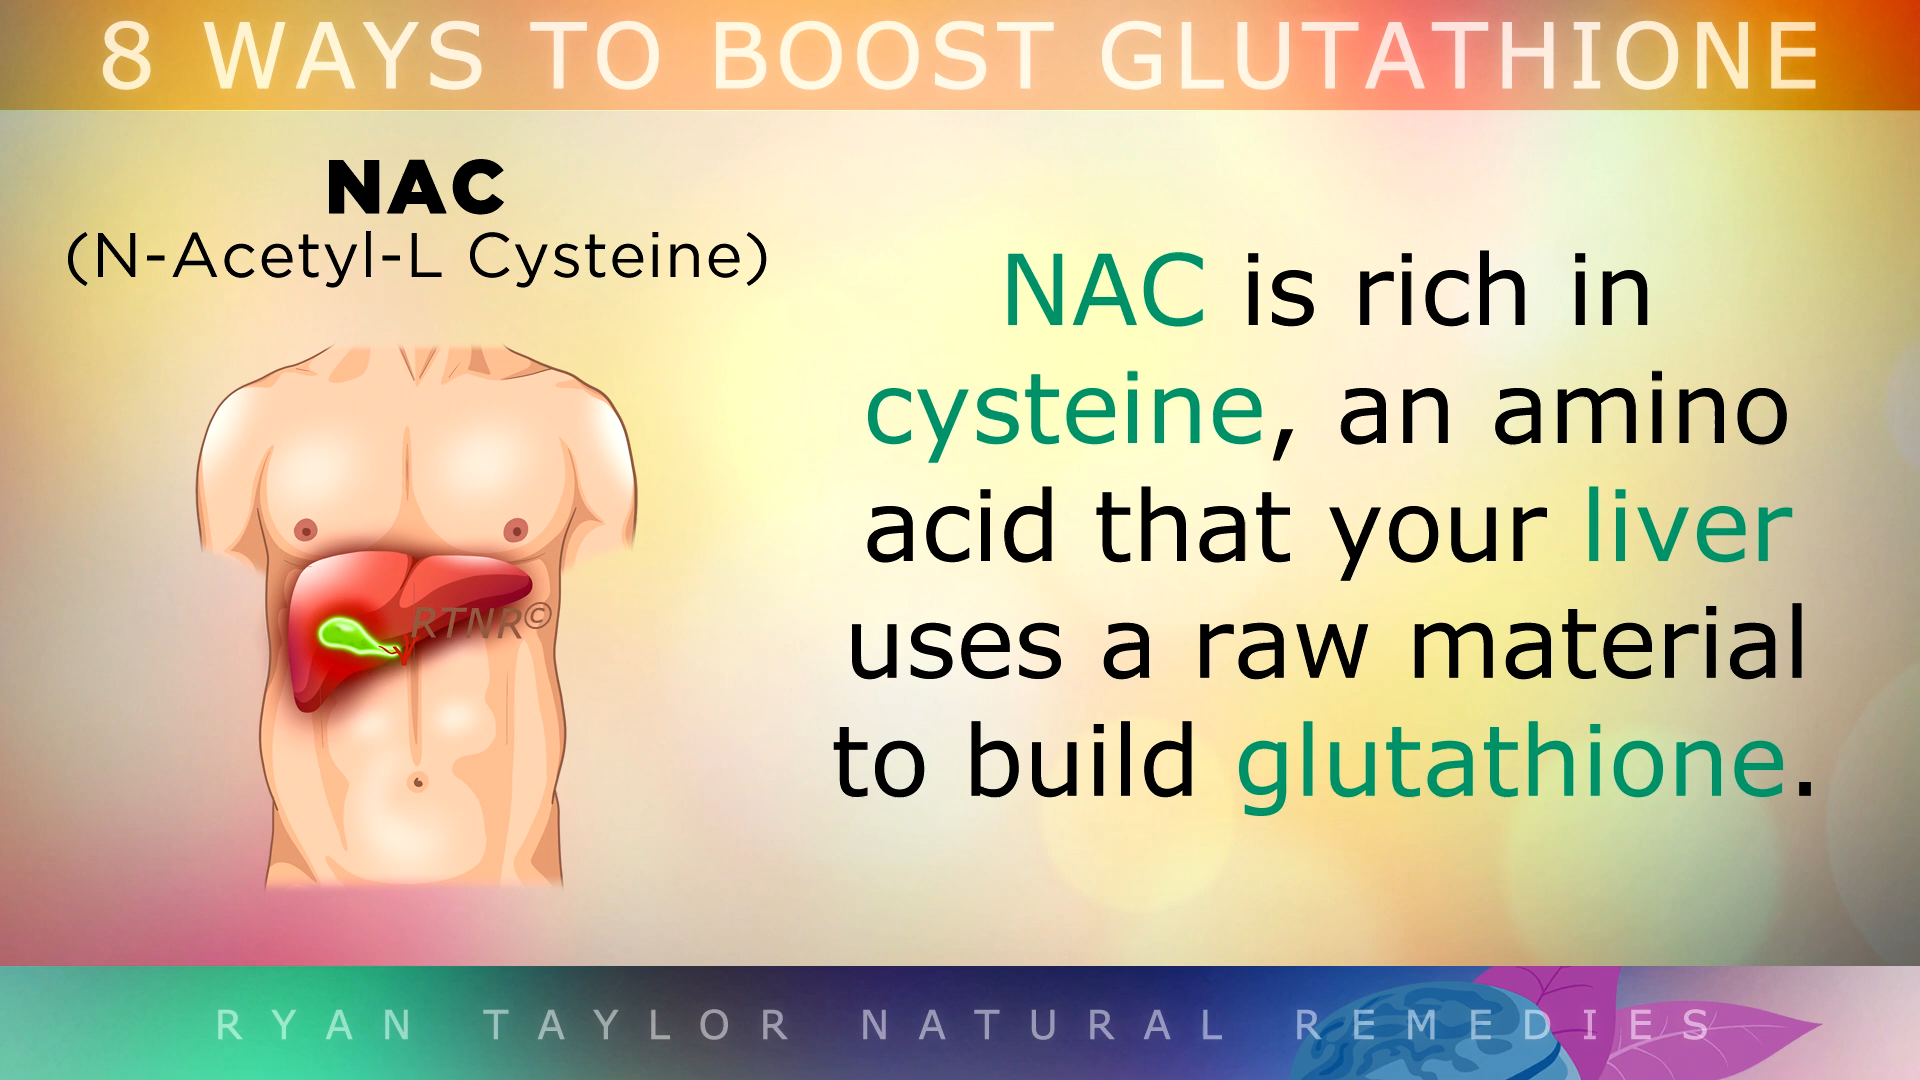 8 WAYS TO BOOST GLUTATHIONE
NAC
(N-Acetyl-L Cysteine)
NAC is rich in
cysteine, an amino
acid that your liver
uses a raw material
to build glutathione.
RTNR©
RYAN TAYLOR NATURAL REMEDIES